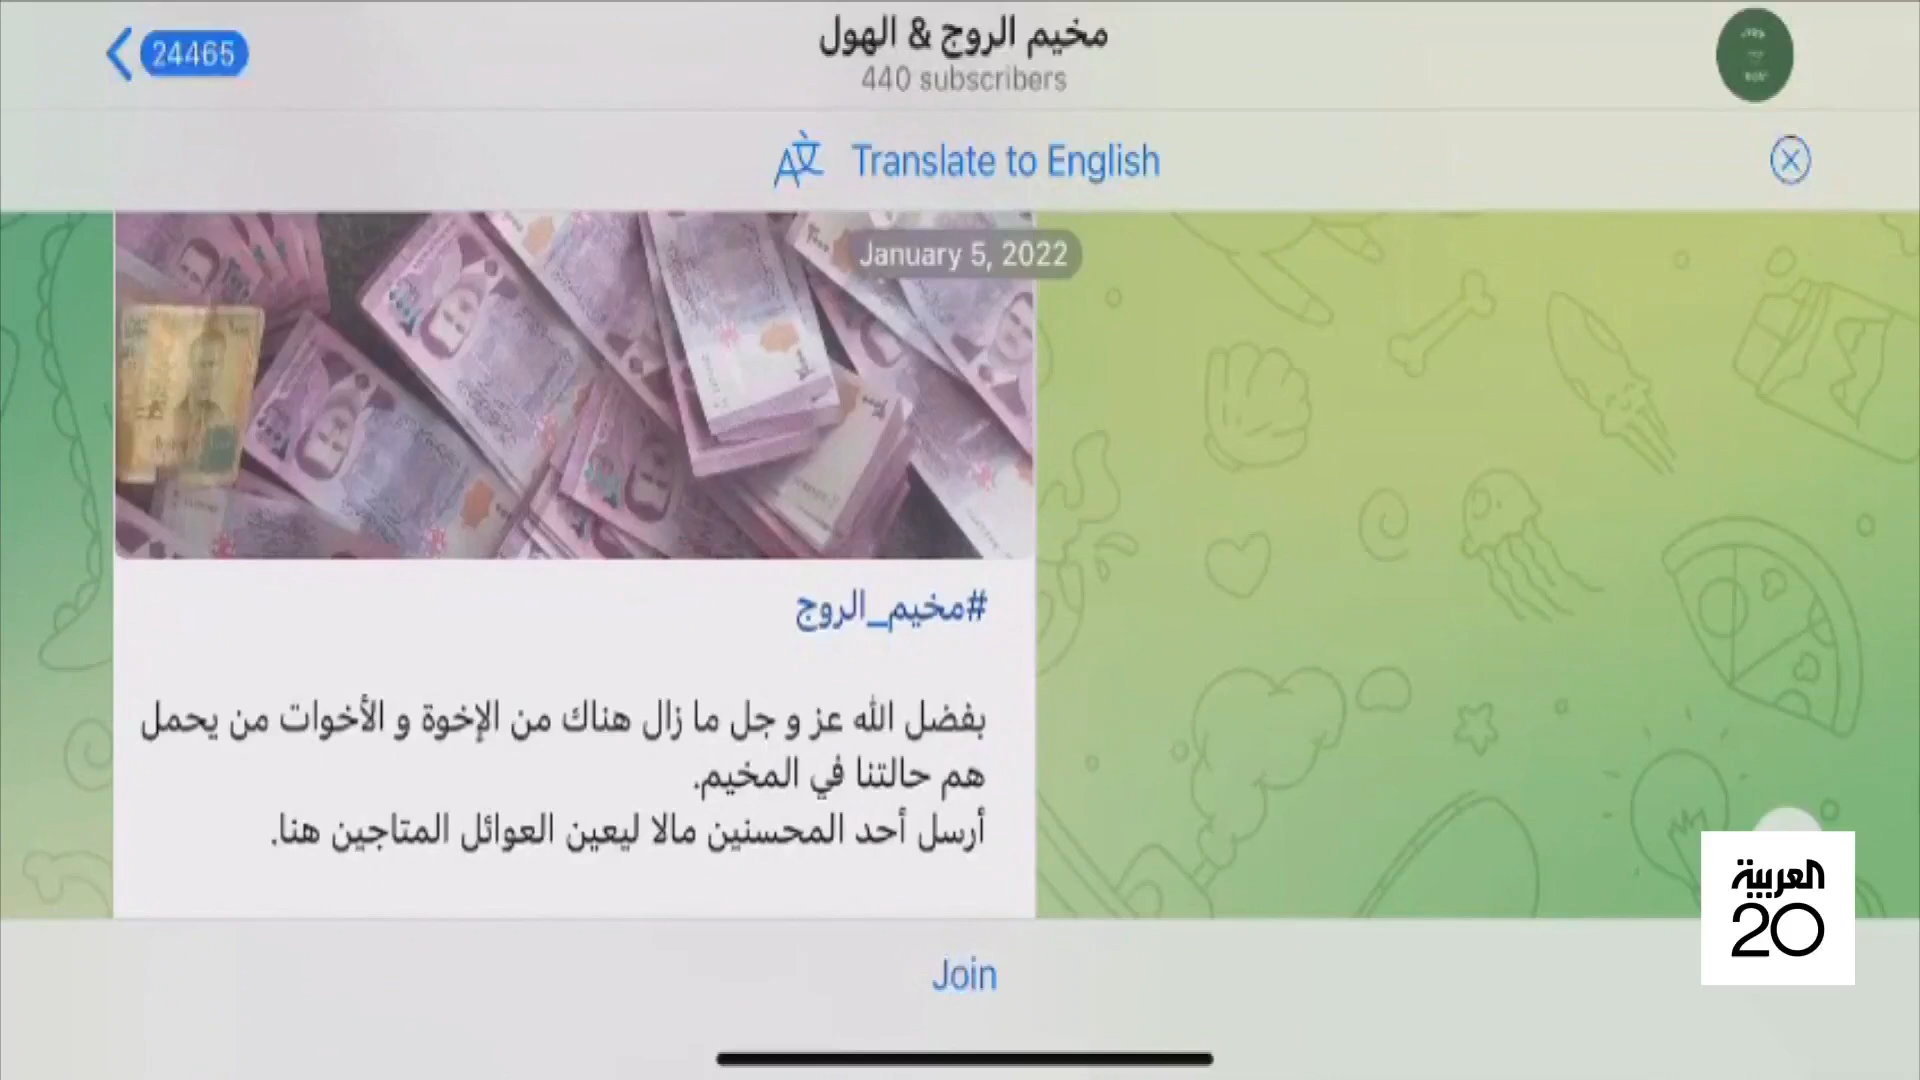 24465
مخيم الروج & الهول
440 subscribers
Translate to English
January 5, 2022
#مخيم_الروج
بفضل الله عز و جل ما زال هناك من الإخوة و الأخوات من يحمل
هم حالتنا في المخيم.
أرسل أحد المحسنين مالا ليعين العوائل المتاجين هنا.
العربية
20
Join